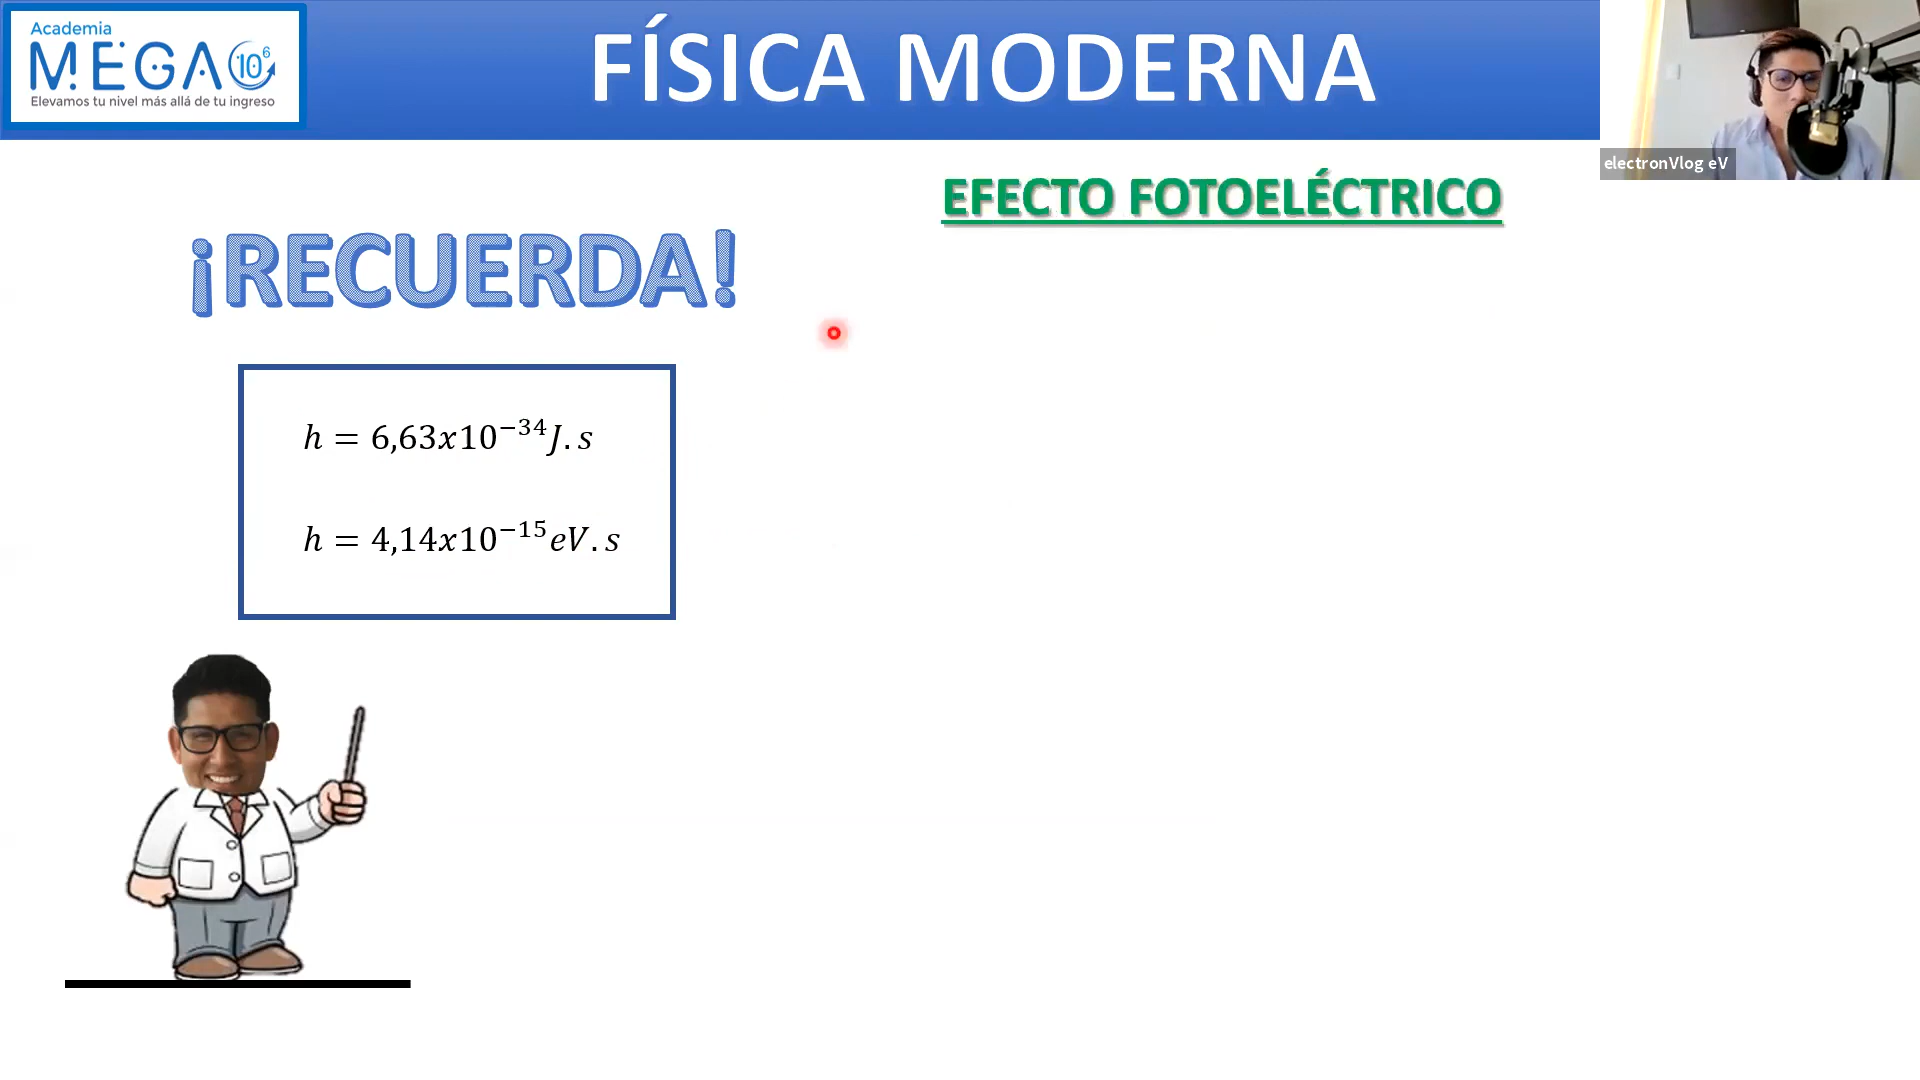 Academia
MEGA 10⁶
Elevamos tu nivel más allá de tu ingreso
FÍSICA MODERNA
electronVlog eV
EFECTO FOTOELÉCTRICO
¡RECUERDA!
h = 6,63x10⁻³⁴J.s
h = 4,14x10⁻¹⁵eV.s